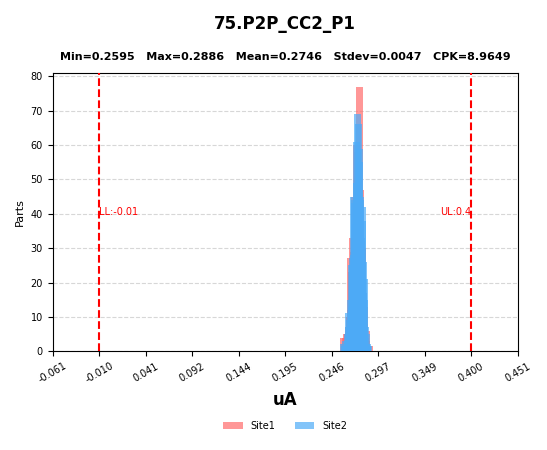 75.P2P_CC2_P1
Min=0.2595 Max=0.2886 Mean=0.2746 Stdev=0.0047 CPK=8.9649
80
70
60
50
40
30
20
10
0
Parts
LL:-0.01
UL:0.4
-0.061 -0.010 0.041 0.092 0.144 0.195 0.246 0.297 0.349 0.400 0.451
uA
Site1 Site2